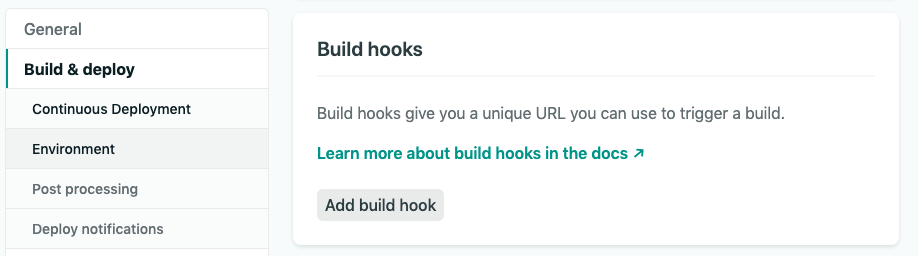 General
Build & deploy
Continuous Deployment
Environment
Post processing
Deploy notifications
Build hooks
Build hooks give you a unique URL you can use to trigger a build.
Learn more about build hooks in the docs ↗
Add build hook